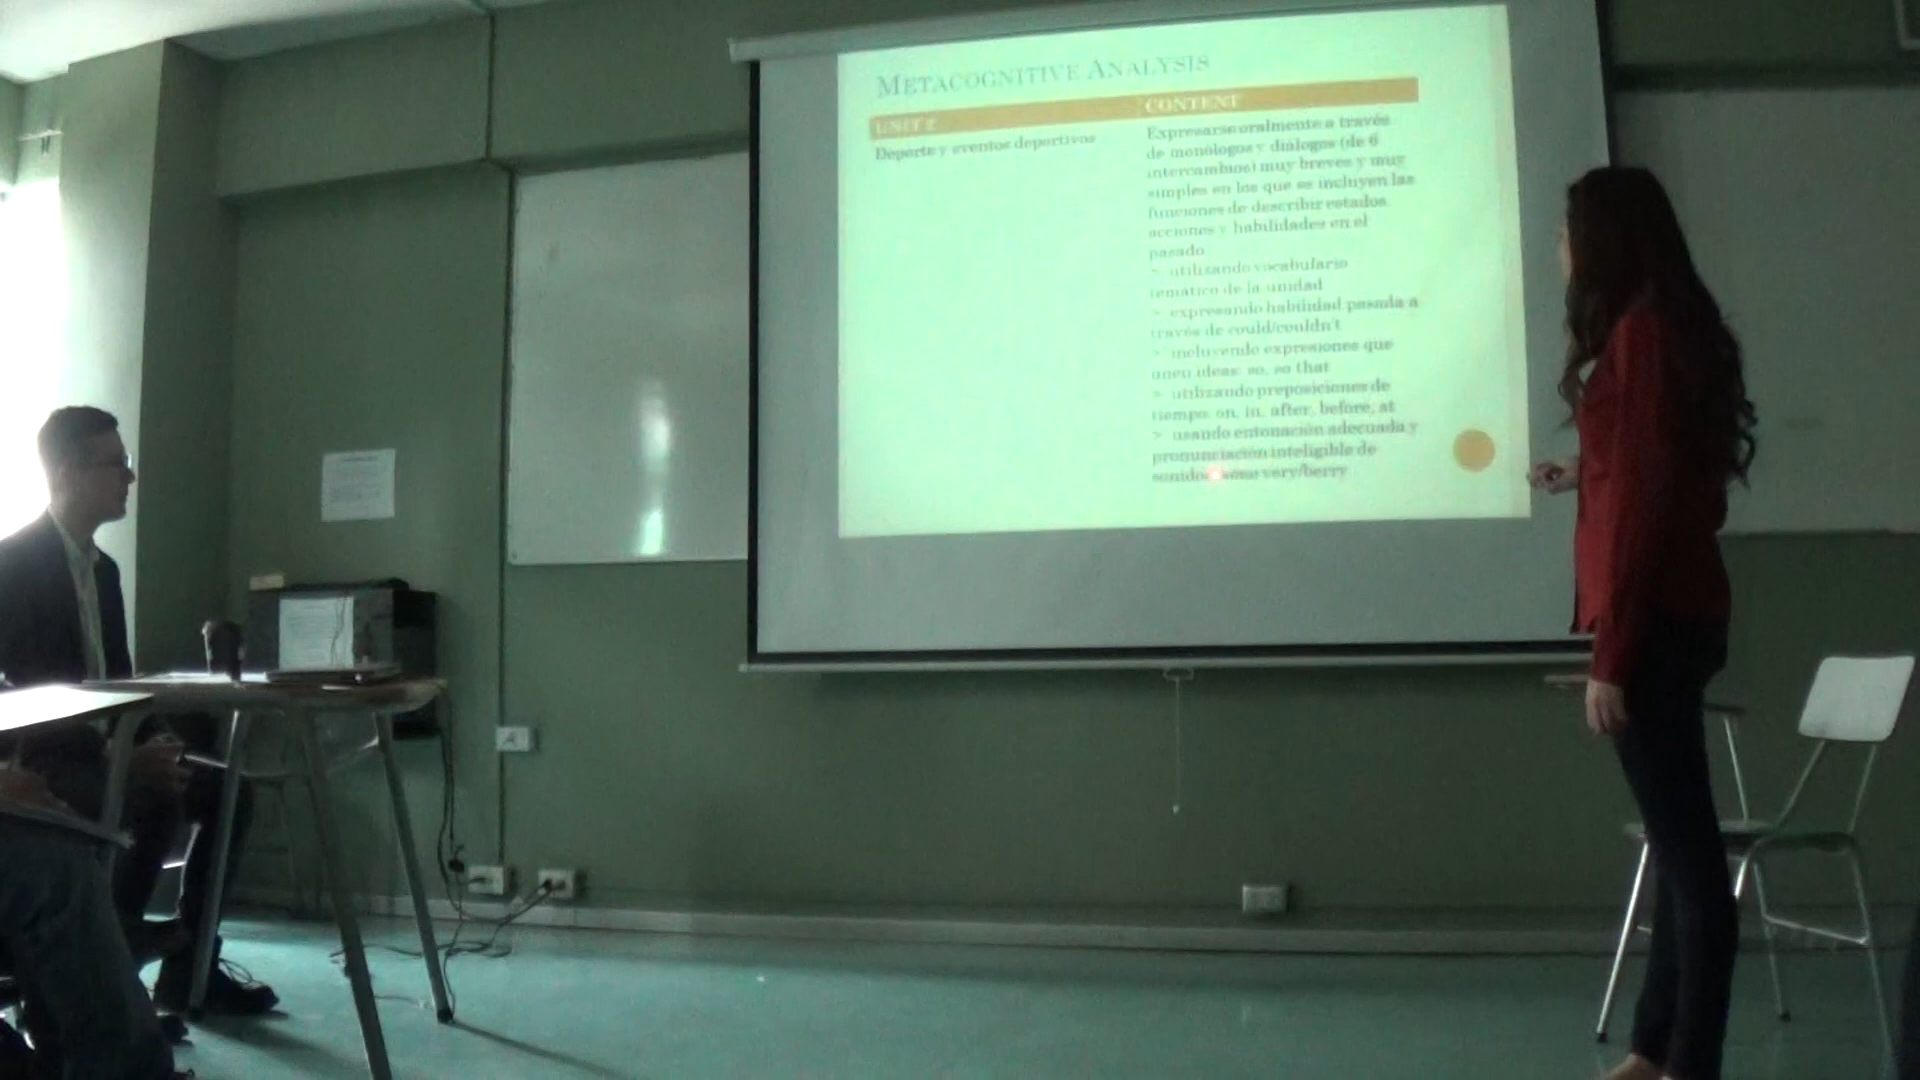 METACOGNITIVE ANALYSIS
UNIT 2
CONTENT
Deporte y eventos deportivos
Expresarse oralmente a través
de monólogos y diálogos (de 6
intercambios) muy breves y muy
simples en los que se incluyen las
funciones de describir estados,
acciones y habilidades en el
pasado
> utilizando vocabulario
temático de la unidad
> expresando habilidad pasada a
través de could/couldn't
> incluyendo expresiones que
unen ideas: so, so that
> utilizando preposiciones de
tiempo: on, in, after, before, at
> usando entonación adecuada y
pronunciación inteligible de
sonidos como very/berry
A